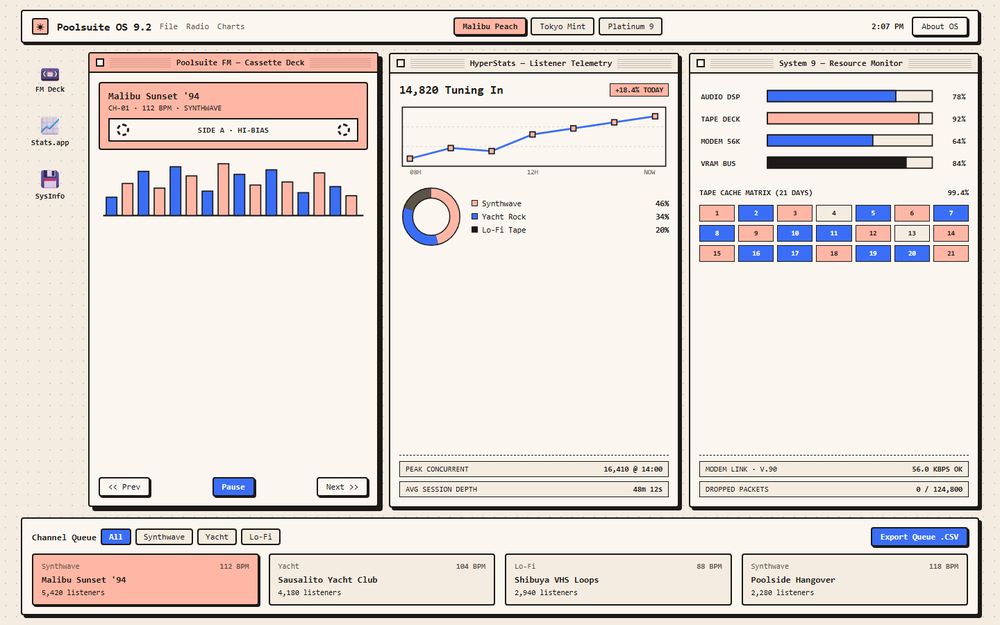 Poolsuite OS 9.2 File Radio Charts
Malibu Peach Tokyo Mint Platinum 9
2:07 PM About OS
FM Deck
Stats.app
SysInfo
Poolsuite FM — Cassette Deck
Malibu Sunset '94
CH-01 · 112 BPM · SYNTHWAVE
SIDE A · HI-BIAS
<< Prev Pause Next >>
HyperStats — Listener Telemetry
14,820 Tuning In +18.4% TODAY
08H 12H NOW
Synthwave 46%
Yacht Rock 34%
Lo-Fi Tape 20%
PEAK CONCURRENT 16,410 @ 14:00
AVG SESSION DEPTH 48m 12s
System 9 — Resource Monitor
AUDIO DSP 78%
TAPE DECK 92%
MODEM 56K 64%
VRAM BUS 84%
TAPE CACHE MATRIX (21 DAYS) 99.4%
1 2 3 4 5 6 7
8 9 10 11 12 13 14
15 16 17 18 19 20 21
MODEM LINK · V.90 56.0 KBPS OK
DROPPED PACKETS 0 / 124,800
Channel Queue All Synthwave Yacht Lo-Fi Export Queue .CSV
Synthwave 112 BPM
Malibu Sunset '94
5,420 listeners
Yacht 104 BPM
Sausalito Yacht Club
4,180 listeners
Lo-Fi 88 BPM
Shibuya VHS Loops
2,940 listeners
Synthwave 118 BPM
Poolside Hangover
2,280 listeners